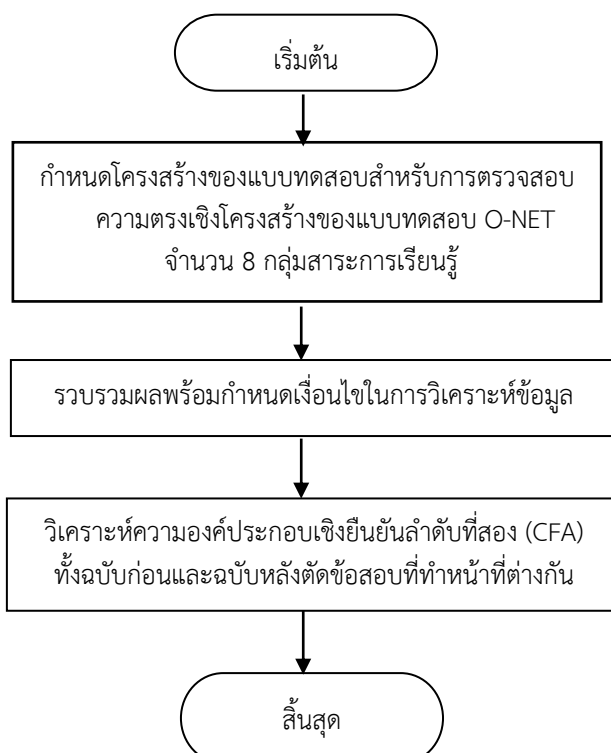 เริ่มต้น
กำหนดโครงสร้างของแบบทดสอบสำหรับการตรวจสอบ
ความตรงเชิงโครงสร้างของแบบทดสอบ O-NET
จำนวน 8 กลุ่มสาระการเรียนรู้
รวบรวมผลพร้อมกำหนดเงื่อนไขในการวิเคราะห์ข้อมูล
วิเคราะห์ความองค์ประกอบเชิงยืนยันลำดับที่สอง (CFA)
ทั้งฉบับก่อนและฉบับหลังตัดข้อสอบที่ทำหน้าที่ต่างกัน
สิ้นสุด